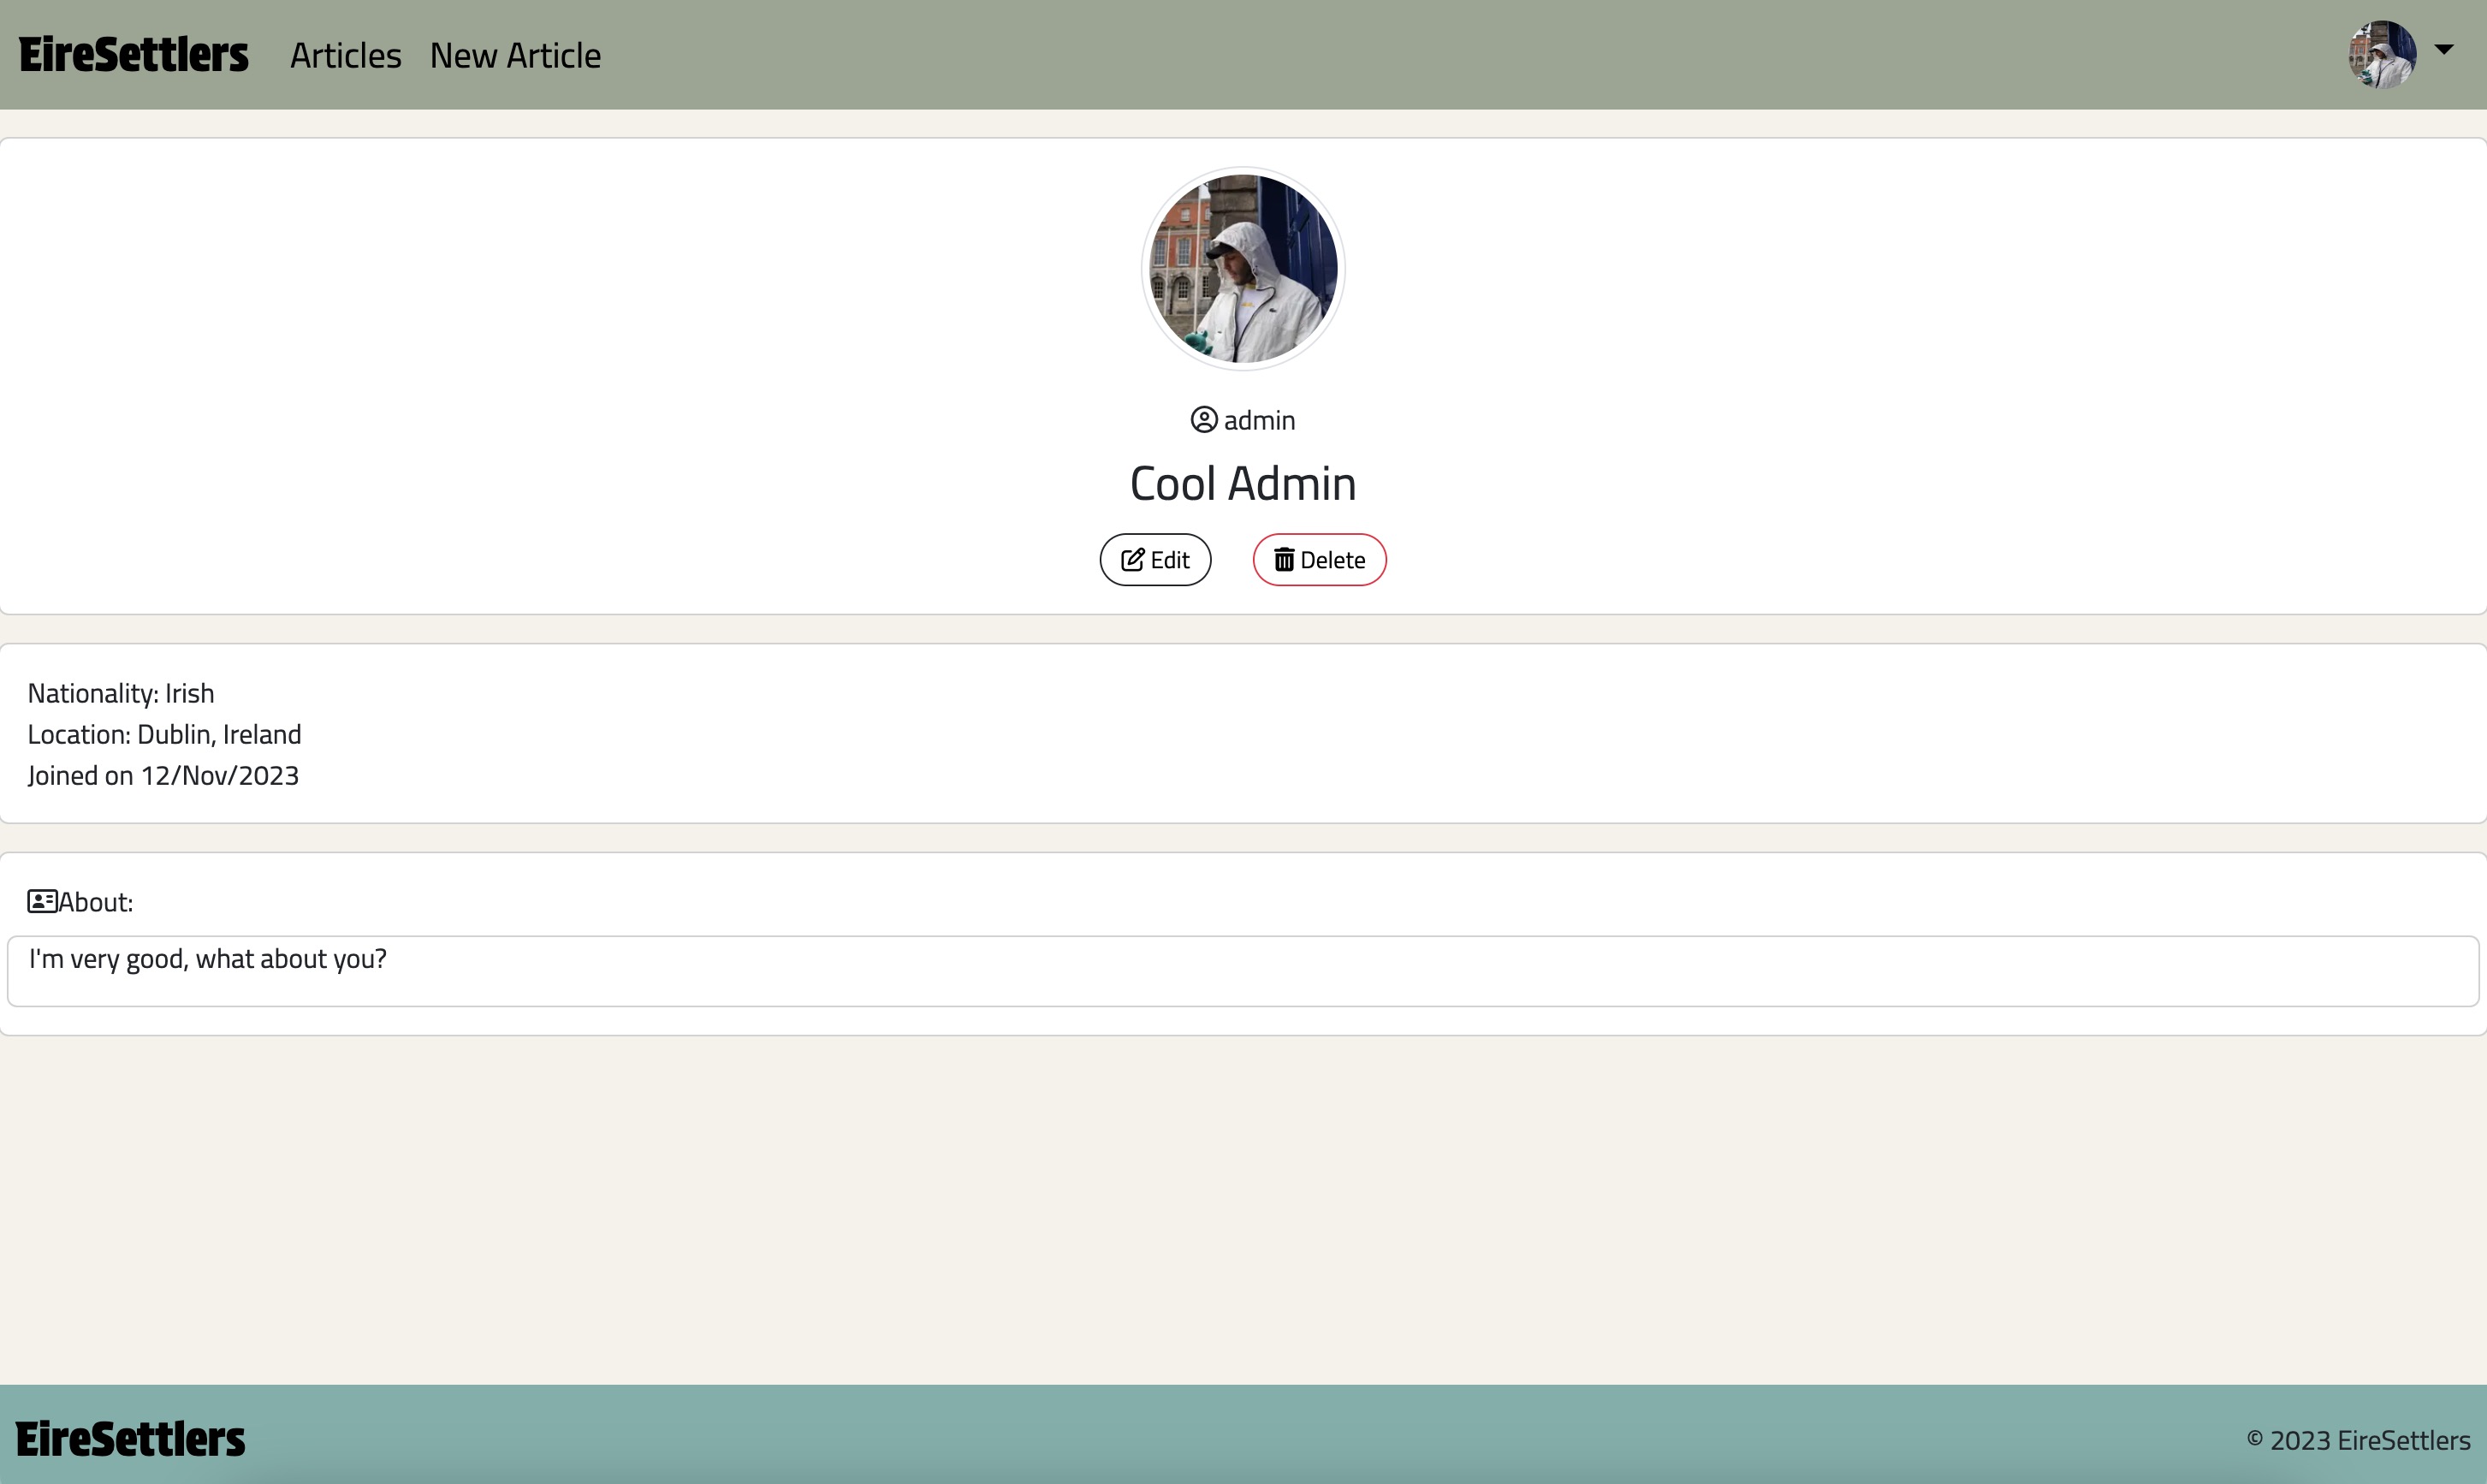 EireSettlers Articles New Article
admin
Cool Admin
Edit Delete
Nationality: Irish
Location: Dublin, Ireland
Joined on 12/Nov/2023
About:
I'm very good, what about you?
EireSettlers © 2023 EireSettlers